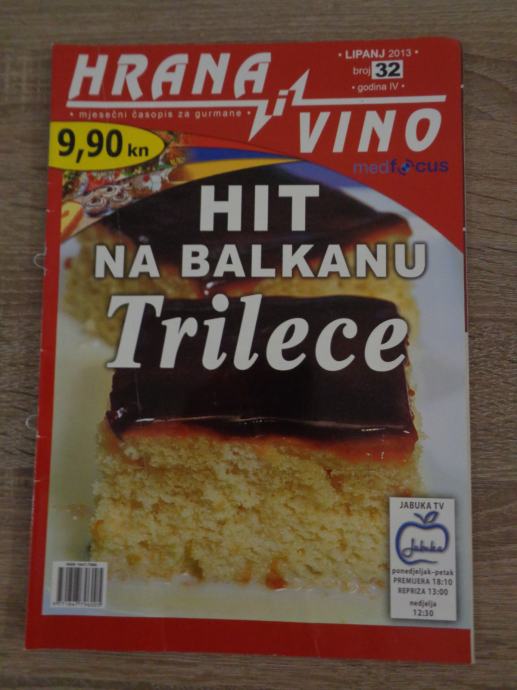 HRANA
i
VINO
• mjesečni časopis za gurmane •
• LIPANJ 2013 •
broj 32
• godina IV •
9,90 kn
medfocus
HIT
NA BALKANU
Trilece
JABUKA TV
Jabuka
ponedjeljak-petak
PREMIJERA 18:10
REPRIZA 13:00
nedjelja
12:30